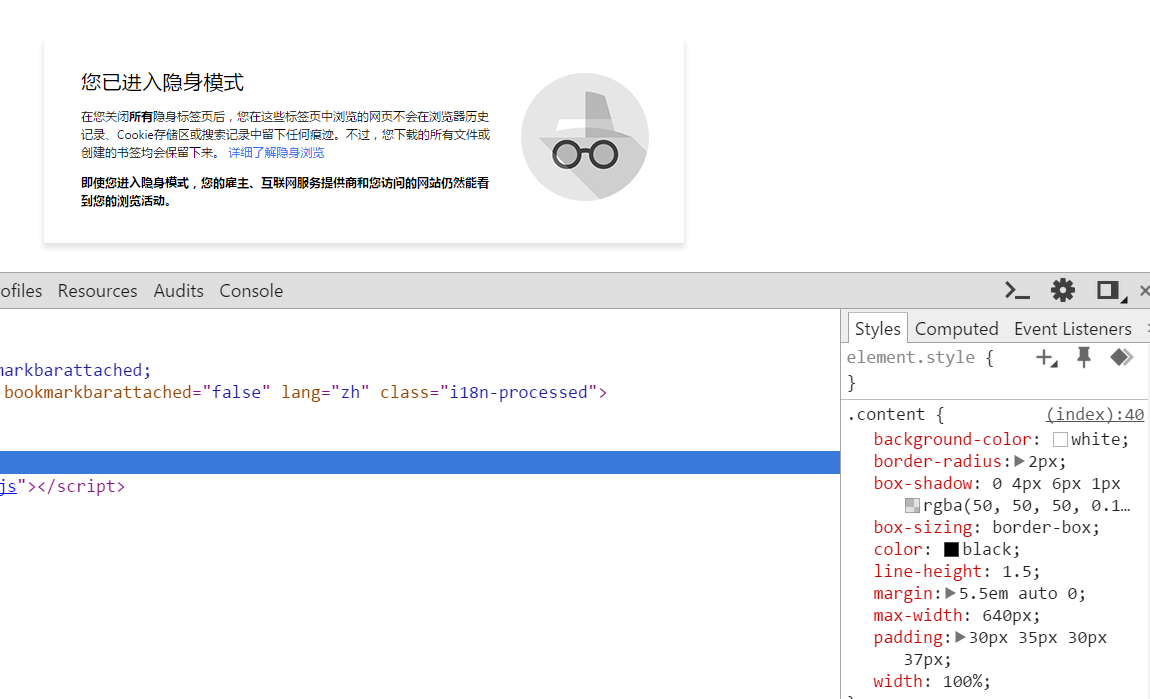 您已进入隐身模式
在您关闭所有隐身标签页后，您在这些标签页中浏览的网页不会在浏览器历史
记录、Cookie存储区或搜索记录中留下任何痕迹。不过，您下载的所有文件或
创建的书签均会保留下来。 详细了解隐身浏览
即使您进入隐身模式，您的雇主、互联网服务提供商和您访问的网站仍然能看
到您的浏览活动。
ofiles Resources Audits Console
markbarattached;
bookmarkbarattached="false" lang="zh" class="i18n-processed">
js"></script>
Styles Computed Event Listeners
element.style {
}
.content { (index):40
background-color: white;
border-radius: 2px;
box-shadow: 0 4px 6px 1px
rgba(50, 50, 50, 0.1…
box-sizing: border-box;
color: black;
line-height: 1.5;
margin: 5.5em auto 0;
max-width: 640px;
padding: 30px 35px 30px
37px;
width: 100%;